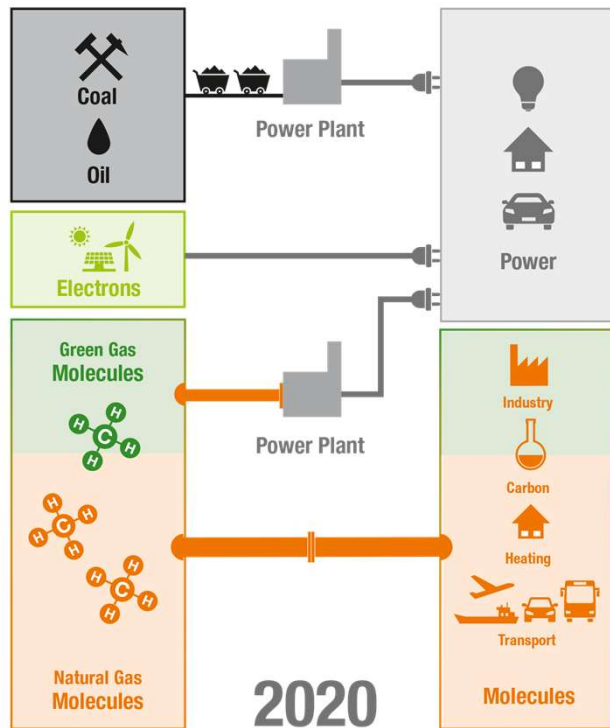 Coal
Oil
Power Plant
Power
Electrons
Green Gas
Molecules
H
H
C
H
H
Power Plant
Industry
Carbon
Heating
Transport
H
H
C
H
H
H
H
C
H
H
Natural Gas
Molecules
2020
Molecules